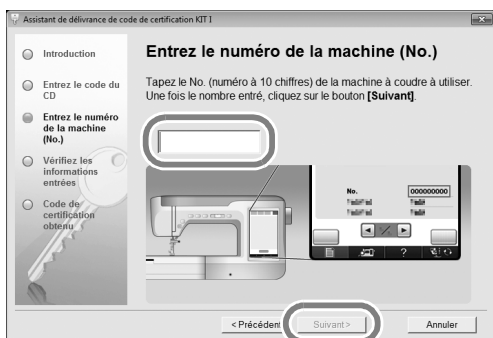 Assistant de délivrance de code de certification KIT I
Introduction
Entrez le code du
CD
Entrez le numéro
de la machine
(No.)
Vérifiez les
informations
entrées
Code de
certification
obtenu
Entrez le numéro de la machine (No.)
Tapez le No. (numéro à 10 chiffres) de la machine à coudre à utiliser.
Une fois le nombre entré, cliquez sur le bouton [Suivant].
No. 000000000
?
< Précédent Suivant > Annuler